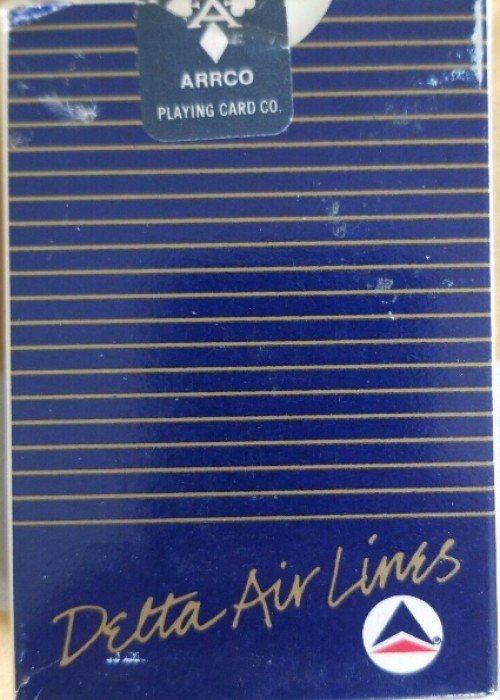 A
ARRCO
PLAYING CARD CO.
Delta Air Lines
®